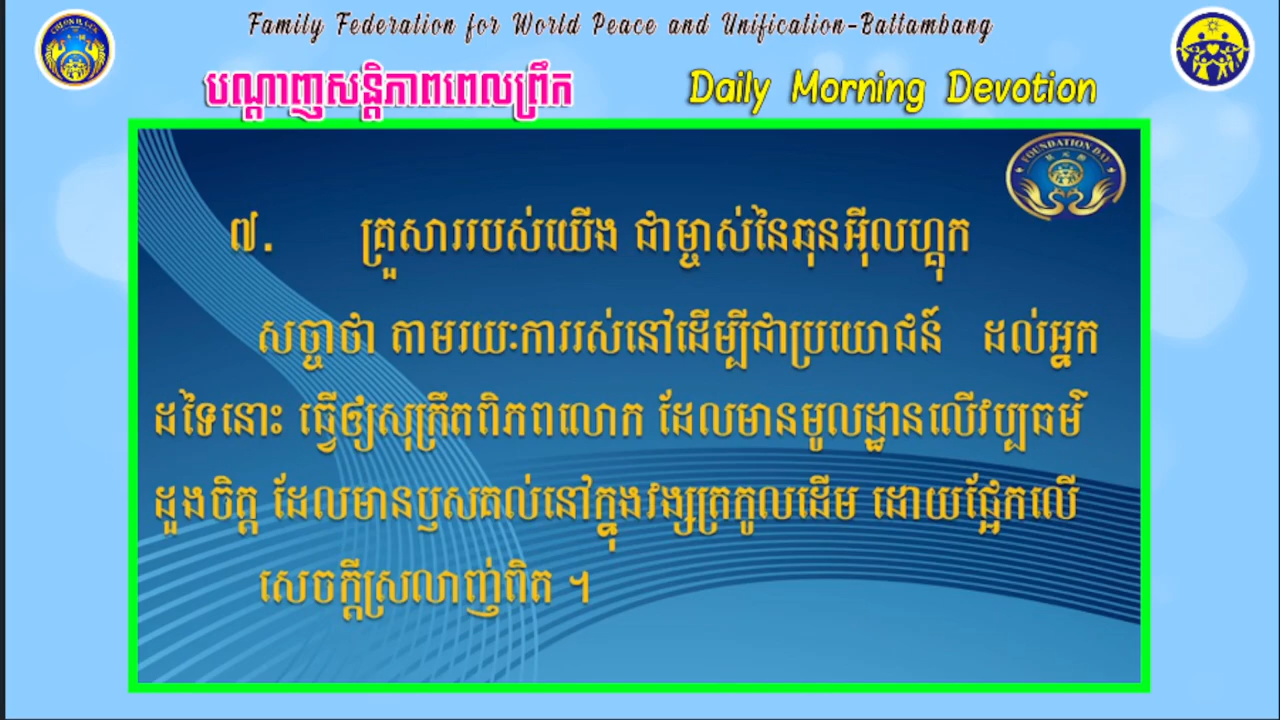 Family Federation for World Peace and Unification-Battambang
បណ្ដាញសន្តិភាពពេលព្រឹក
Daily Morning Devotion
FOUNDATION DAY
៧. គ្រួសាររបស់យើង ជាម្ចាស់នៃឆុនអ៊ីលហ្គុក
សច្ចាថា តាមរយៈការរស់នៅដើម្បីជាប្រយោជន៍ ដល់អ្នក
ដទៃនោះ ធ្វើឲ្យសុក្រឹតពិភពលោក ដែលមានមូលដ្ឋានលើវប្បធម៌
ដួងចិត្ត ដែលមានឫសគល់នៅក្នុងវង្សត្រកូលដើម ដោយផ្អែកលើ
សេចក្ដីស្រលាញ់ពិត ។